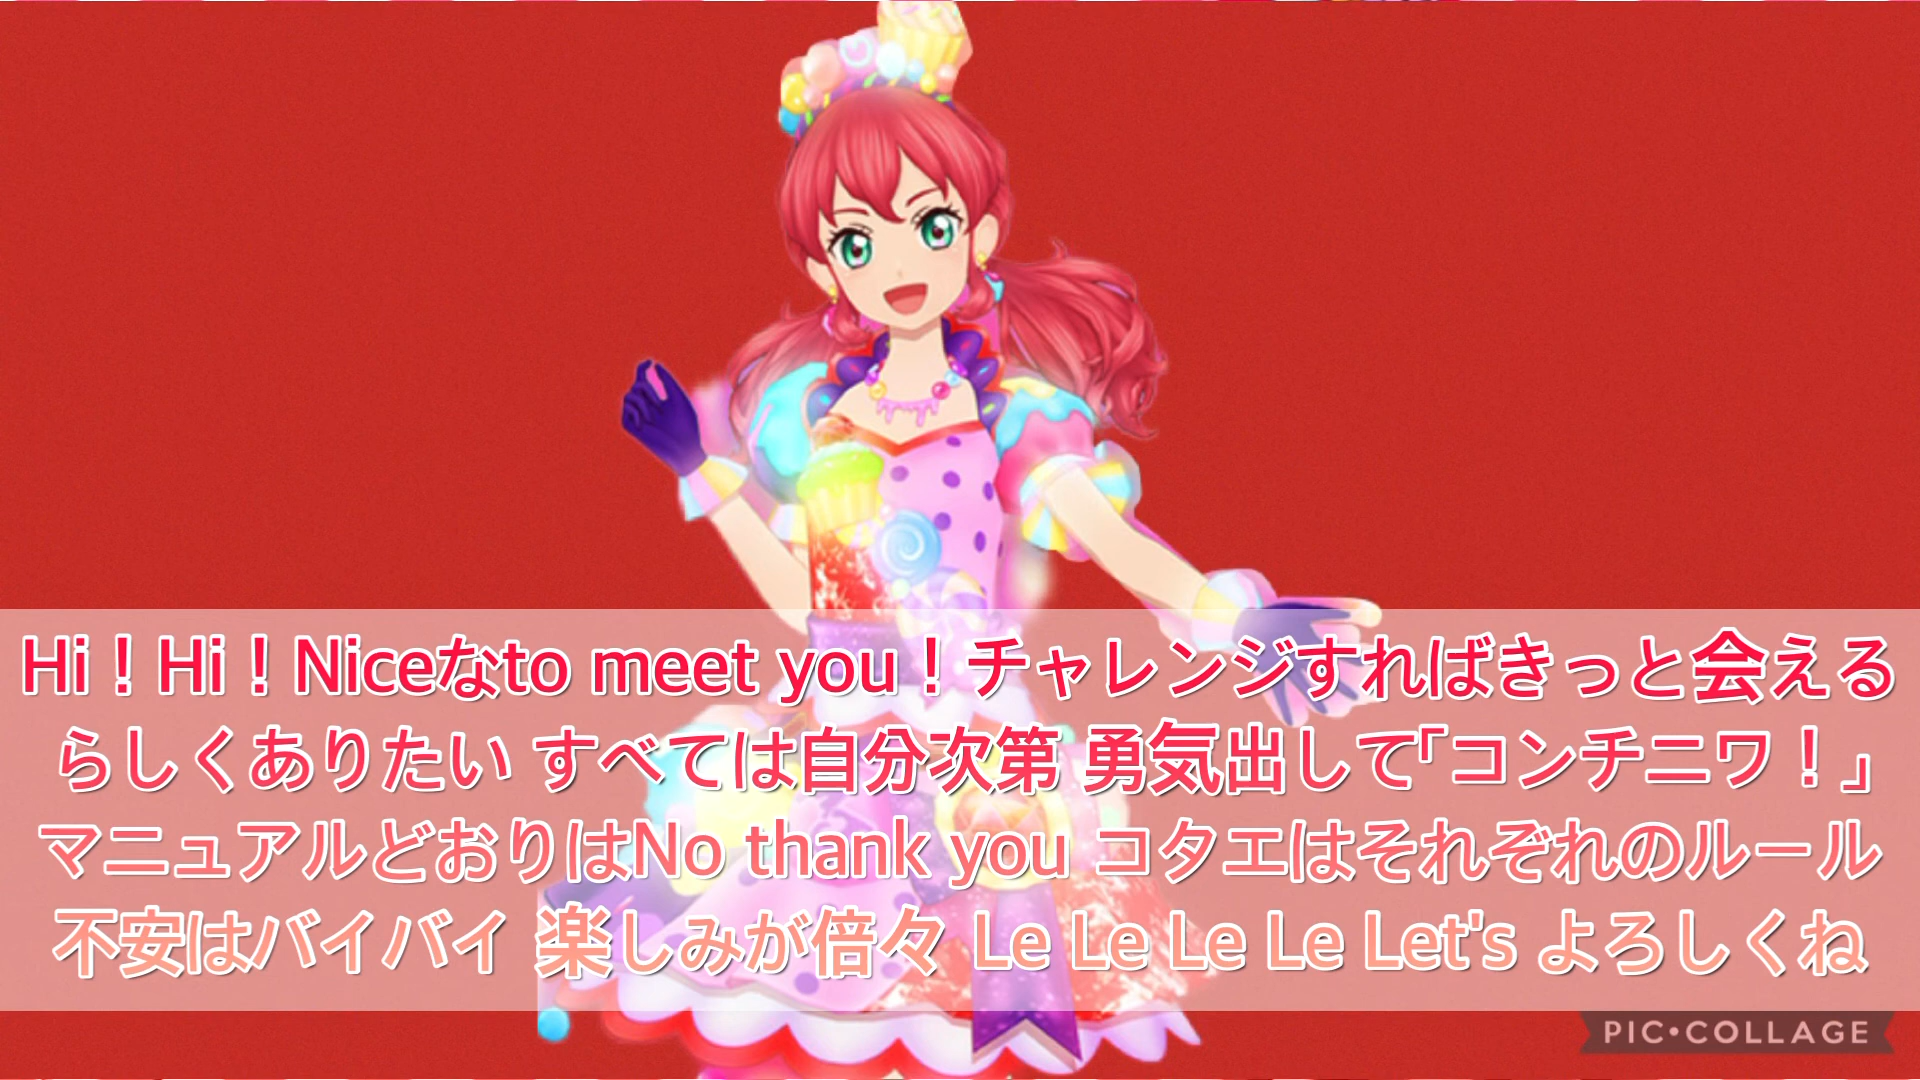 Hi！Hi！Niceなto meet you！チャレンジすればきっと会える
らしくありたい すべては自分次第 勇気出して「コンチニワ！」
マニュアルどおりはNo thank you コタエはそれぞれのルール
不安はバイバイ 楽しみが倍々 Le Le Le Le Let's よろしくね
PIC•COLLAGE